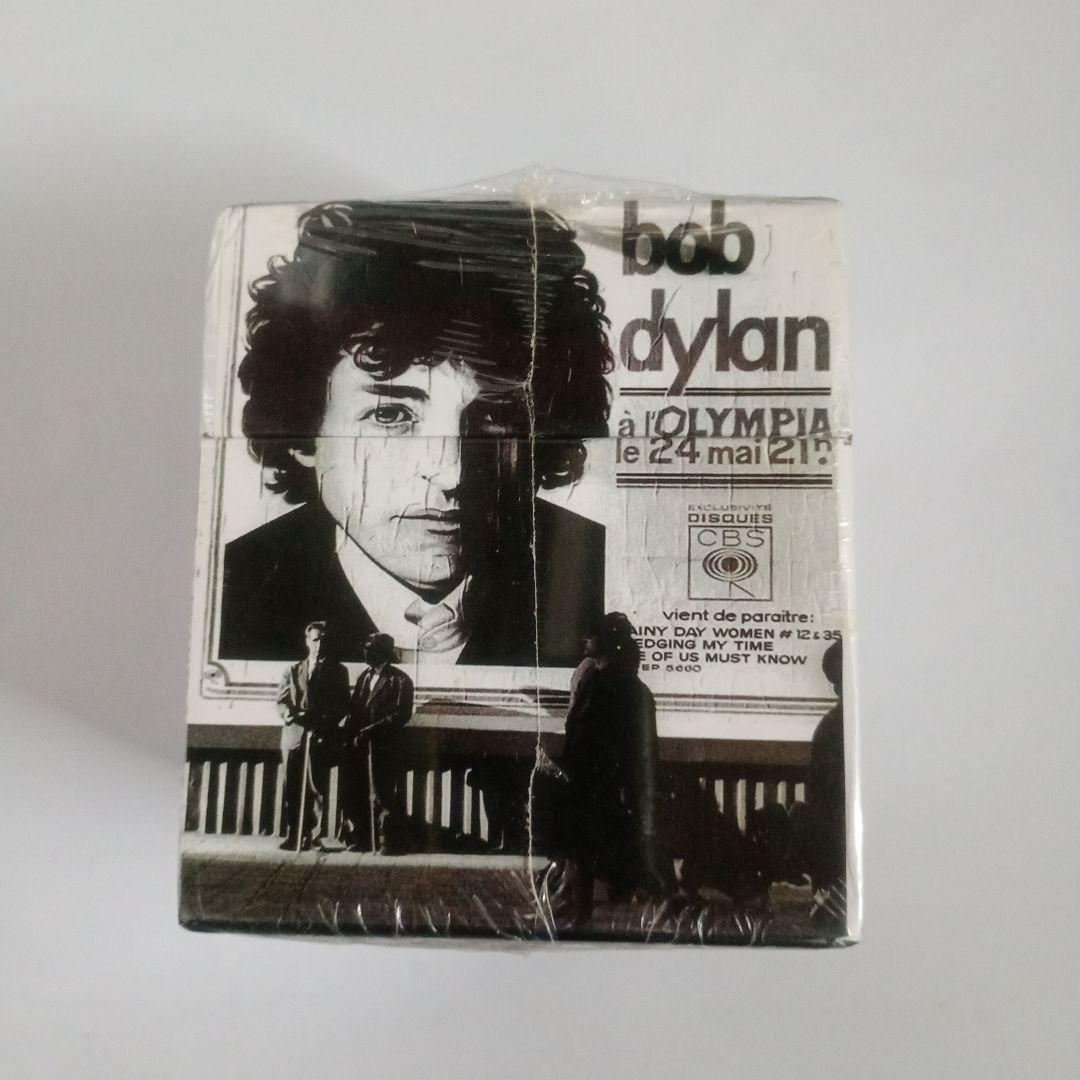 bob
dylan
à l'OLYMPIA
le 24 mai 21h.
EXCLUSIVITÉ
DISQUES
CBS
vient de paraitre:
AINY DAY WOMEN # 12 & 35
EDGING MY TIME
E OF US MUST KNOW
EP 5660